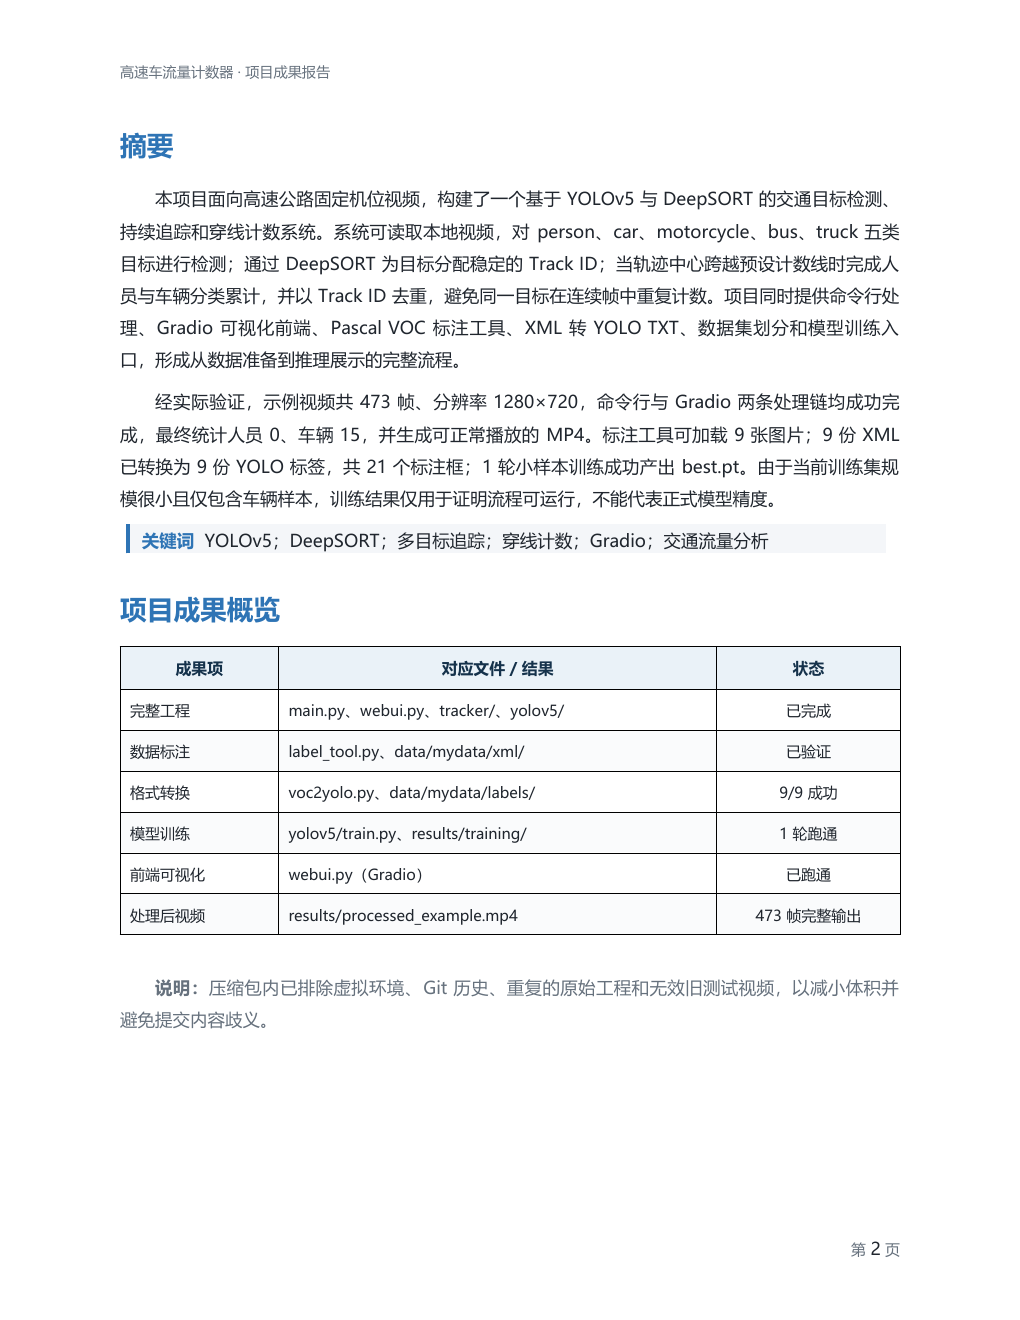 高速车流量计数器 · 项目成果报告
摘要
本项目面向高速公路固定机位视频，构建了一个基于 YOLOv5 与 DeepSORT 的交通目标检测、
持续追踪和穿线计数系统。系统可读取本地视频，对 person、car、motorcycle、bus、truck 五类
目标进行检测；通过 DeepSORT 为目标分配稳定的 Track ID；当轨迹中心跨越预设计数线时完成人
员与车辆分类累计，并以 Track ID 去重，避免同一目标在连续帧中重复计数。项目同时提供命令行处
理、Gradio 可视化前端、Pascal VOC 标注工具、XML 转 YOLO TXT、数据集划分和模型训练入
口，形成从数据准备到推理展示的完整流程。
经实际验证，示例视频共 473 帧、分辨率 1280×720，命令行与 Gradio 两条处理链均成功完
成，最终统计人员 0、车辆 15，并生成可正常播放的 MP4。标注工具可加载 9 张图片；9 份 XML
已转换为 9 份 YOLO 标签，共 21 个标注框；1 轮小样本训练成功产出 best.pt。由于当前训练集规
模很小且仅包含车辆样本，训练结果仅用于证明流程可运行，不能代表正式模型精度。
关键词 YOLOv5；DeepSORT；多目标追踪；穿线计数；Gradio；交通流量分析
项目成果概览
成果项 对应文件 / 结果 状态
完整工程 main.py、webui.py、tracker/、yolov5/ 已完成
数据标注 label_tool.py、data/mydata/xml/ 已验证
格式转换 voc2yolo.py、data/mydata/labels/ 9/9 成功
模型训练 yolov5/train.py、results/training/ 1 轮跑通
前端可视化 webui.py（Gradio） 已跑通
处理后视频 results/processed_example.mp4 473 帧完整输出
说明：压缩包内已排除虚拟环境、Git 历史、重复的原始工程和无效旧测试视频，以减小体积并
避免提交内容歧义。
第 2 页